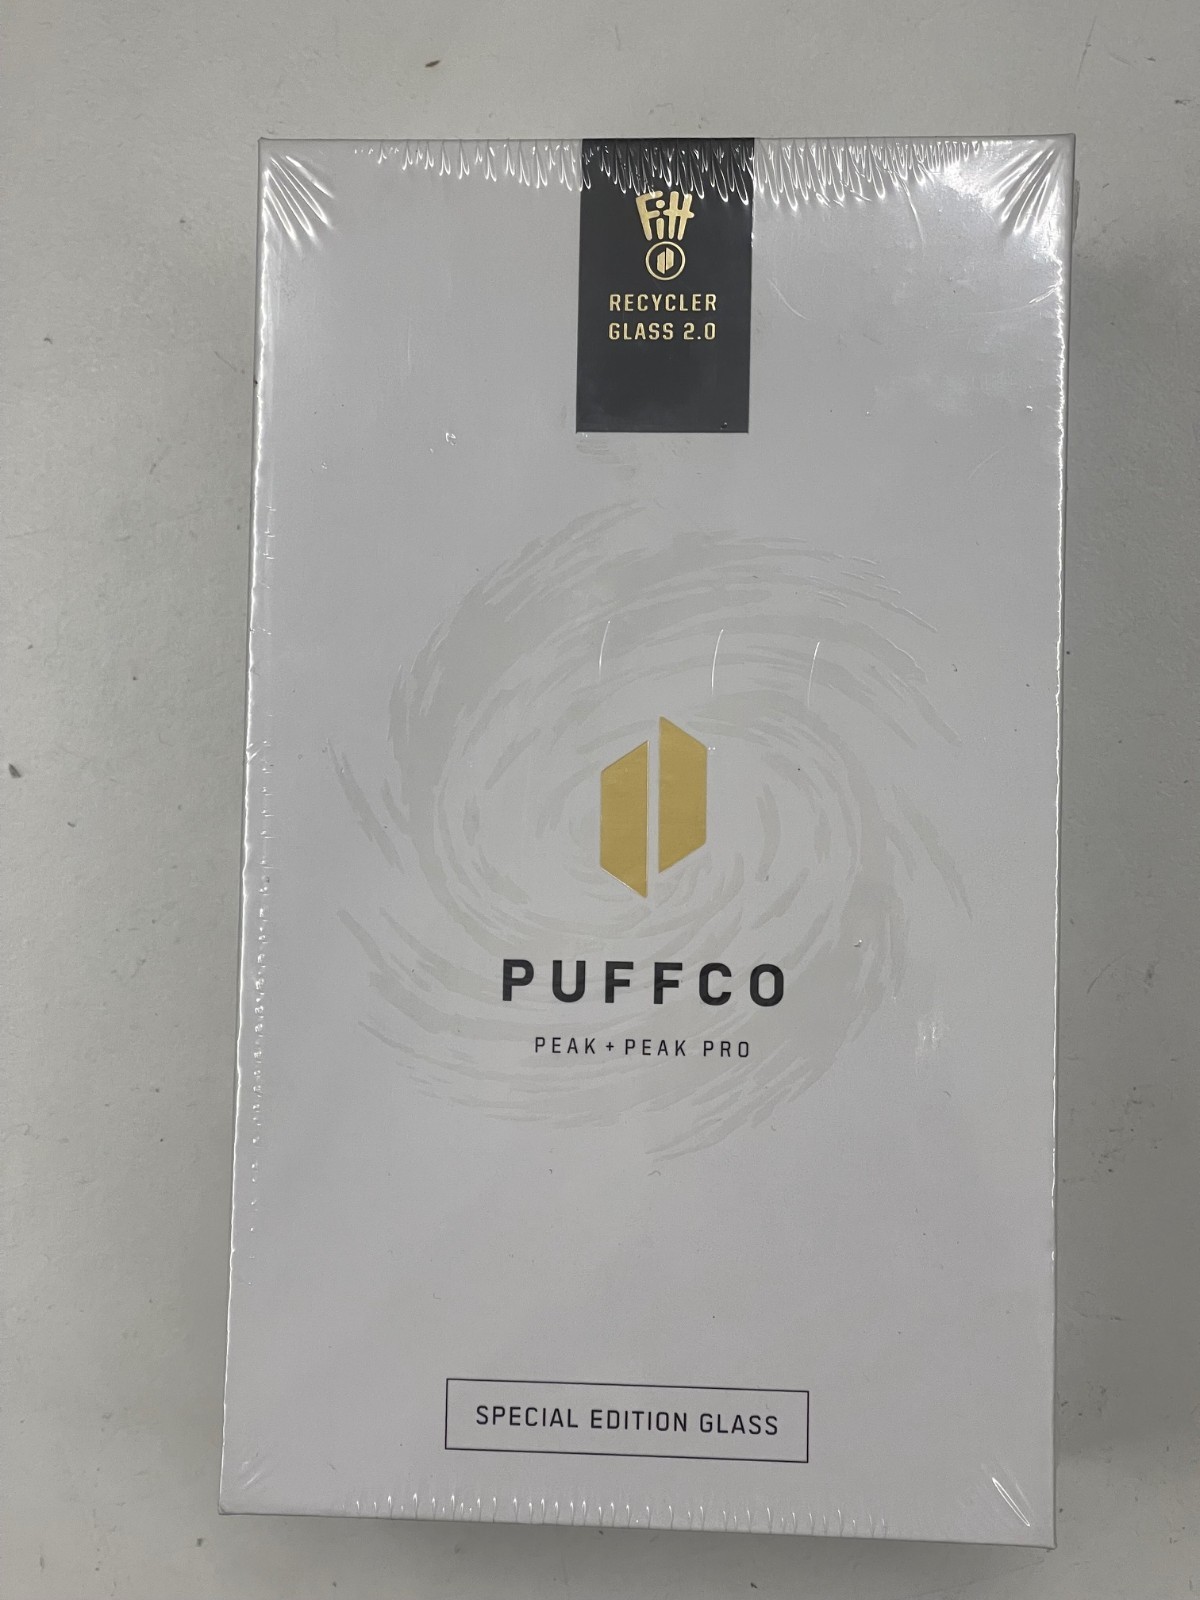 Fitt
RECYCLER
GLASS 2.0
PUFFCO
PEAK + PEAK PRO
SPECIAL EDITION GLASS